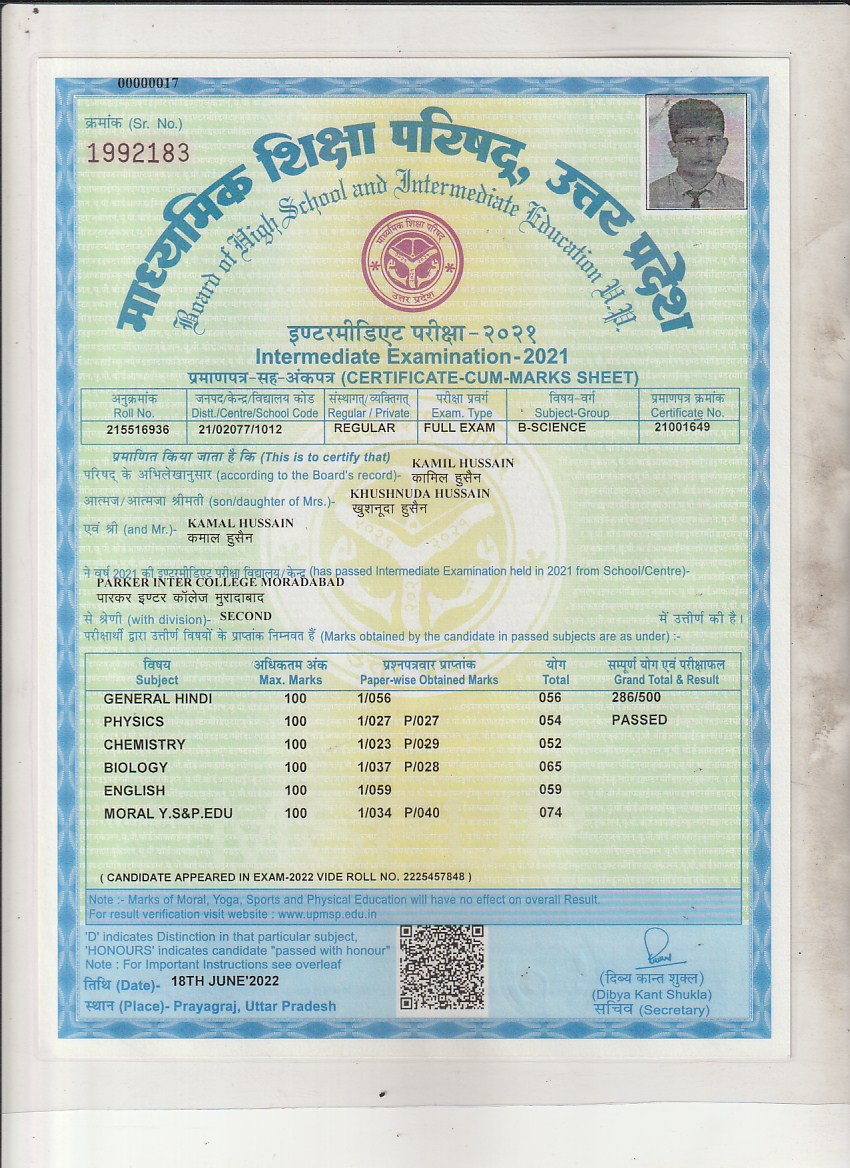 00000017
क्रमांक (Sr. No.)
1992183
माध्यमिक शिक्षा परिषद्, उत्तर प्रदेश
Board of High School and Intermediate Education U.P.
माध्यमिक शिक्षा परिषद्
उत्तर प्रदेश
इण्टरमीडिएट परीक्षा-२०२१
Intermediate Examination-2021
प्रमाणपत्र-सह-अंकपत्र (CERTIFICATE-CUM-MARKS SHEET)
अनुक्रमांक जनपद/केन्द्र/विद्यालय कोड संस्थागत/व्यक्तिगत् परीक्षा प्रवर्ग विषय-वर्ग प्रमाणपत्र क्रमांक
Roll No. Distt./Centre/School Code Regular / Private Exam. Type Subject-Group Certificate No.
215516936 21/02077/1012 REGULAR FULL EXAM B-SCIENCE 21001649
प्रमाणित किया जाता है कि (This is to certify that) KAMIL HUSSAIN
परिषद् के अभिलेखानुसार (according to the Board's record)- कामिल हुसैन
KHUSHNUDA HUSSAIN
आत्मज/आत्मजा श्रीमती (son/daughter of Mrs.)- खुशनूदा हुसैन
KAMAL HUSSAIN
एवं श्री (and Mr.)- कमाल हुसैन
ने वर्ष 2021 की इण्टरमीडिएट परीक्षा विद्यालय/केन्द्र (has passed Intermediate Examination held in 2021 from School/Centre)-
PARKER INTER COLLEGE MORADABAD
पारकर इण्टर कॉलेज मुरादाबाद
से श्रेणी (with division)- SECOND में उत्तीर्ण की है।
परीक्षार्थी द्वारा उत्तीर्ण विषयों के प्राप्तांक निम्नवत हैं (Marks obtained by the candidate in passed subjects are as under) :-
विषय अधिकतम अंक प्रश्नपत्रवार प्राप्तांक योग सम्पूर्ण योग एवं परीक्षाफल
Subject Max. Marks Paper-wise Obtained Marks Total Grand Total & Result
GENERAL HINDI 100 1/056 056 286/500
PHYSICS 100 1/027 P/027 054 PASSED
CHEMISTRY 100 1/023 P/029 052
BIOLOGY 100 1/037 P/028 065
ENGLISH 100 1/059 059
MORAL Y.S&P.EDU 100 1/034 P/040 074
( CANDIDATE APPEARED IN EXAM-2022 VIDE ROLL NO. 2225457848 )
Note :- Marks of Moral, Yoga, Sports and Physical Education will have no effect on overall Result.
For result verification visit website : www.upmsp.edu.in
'D' indicates Distinction in that particular subject,
'HONOURS' indicates candidate "passed with honour"
Note : For Important Instructions see overleaf
तिथि (Date)- 18TH JUNE'2022
स्थान (Place)- Prayagraj, Uttar Pradesh
(दिव्य कान्त शुक्ल)
(Dibya Kant Shukla)
सचिव (Secretary)